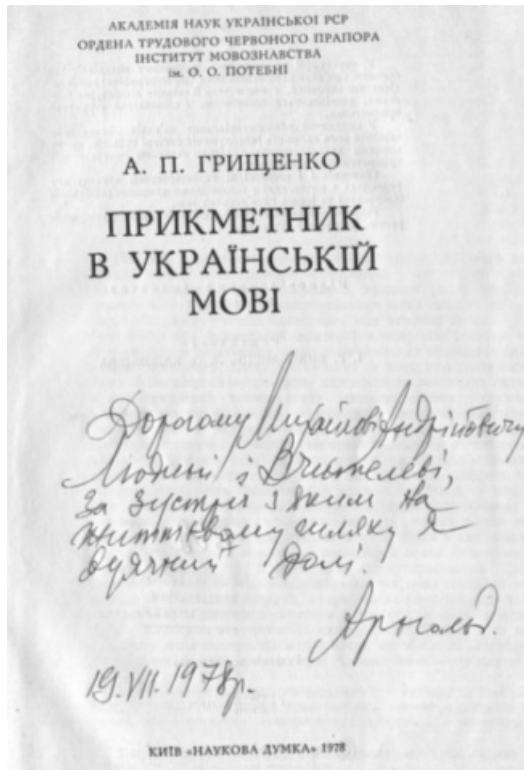 АКАДЕМІЯ НАУК УКРАЇНСЬКОЇ РСР
ОРДЕНА ТРУДОВОГО ЧЕРВОНОГО ПРАПОРА
ІНСТИТУТ МОВОЗНАВСТВА
ім. О. О. ПОТЕБНІ
А. П. ГРИЩЕНКО
ПРИКМЕТНИК
В УКРАЇНСЬКІЙ
МОВІ
Дорогому Михайлові Андрійовичу
Людині і Вчителеві,
за зустріч з яким на
життєвому шляху я
вдячний долі.
Арнольд.
19.VII.1978р.
КИЇВ «НАУКОВА ДУМКА» 1978